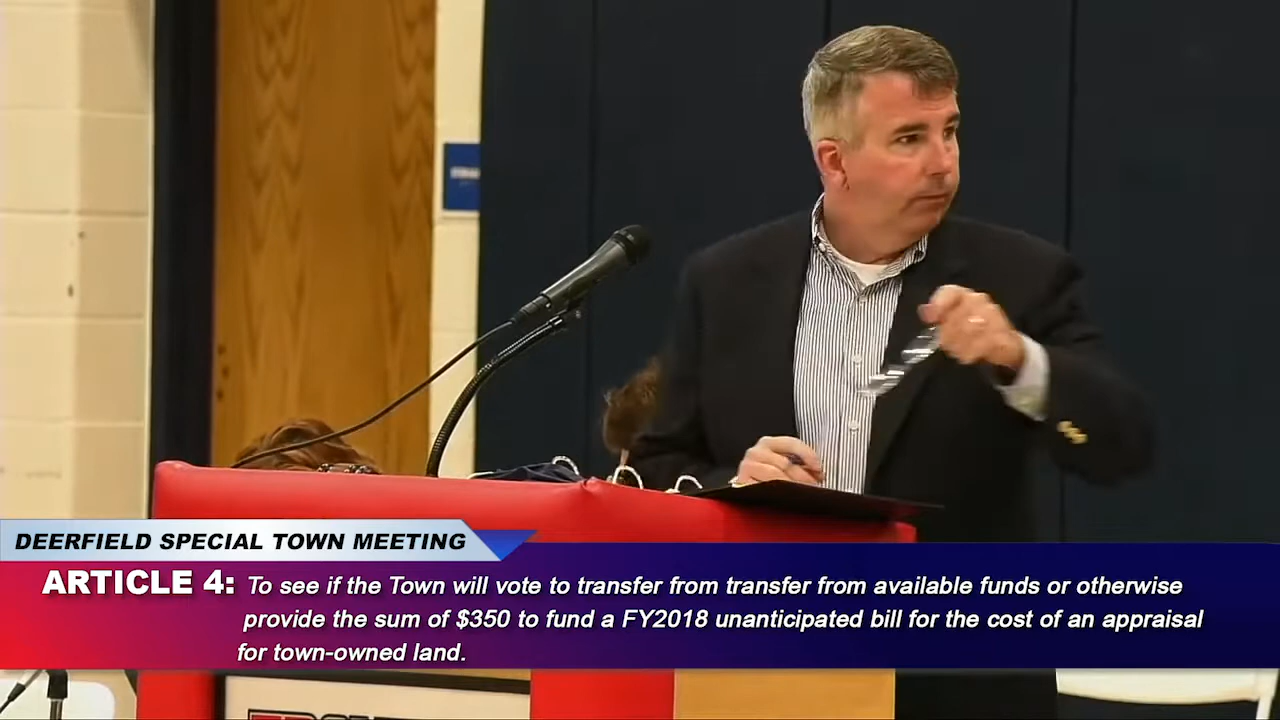 DEERFIELD SPECIAL TOWN MEETING
ARTICLE 4: To see if the Town will vote to transfer from transfer from available funds or otherwise
provide the sum of $350 to fund a FY2018 unanticipated bill for the cost of an appraisal
for town-owned land.